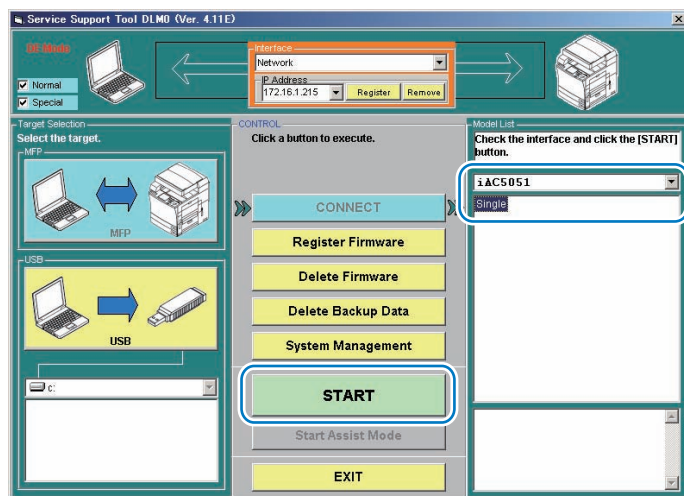 Service Support Tool DLM0 (Ver. 4.11E)
DE Mode
Normal
Special
Interface
Network
IP Address
172.16.1.215
Register
Remove
Target Selection
Select the target.
MFP
MFP
USB
USB
c:
CONTROL
Click a button to execute.
CONNECT
Register Firmware
Delete Firmware
Delete Backup Data
System Management
START
Start Assist Mode
EXIT
Model List
Check the interface and click the [START]
button.
iAC5051
Single